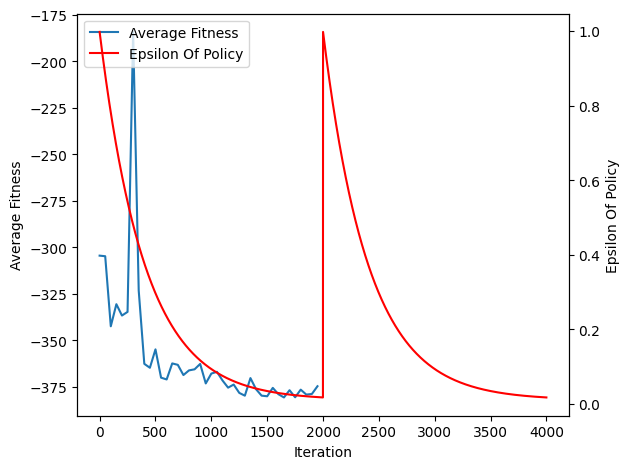 Average Fitness
Epsilon Of Policy
−175
−200
−225
−250
−275
−300
−325
−350
−375
Average Fitness
1.0
0.8
0.6
0.4
0.2
0.0
Epsilon Of Policy
0 500 1000 1500 2000 2500 3000 3500 4000
Iteration